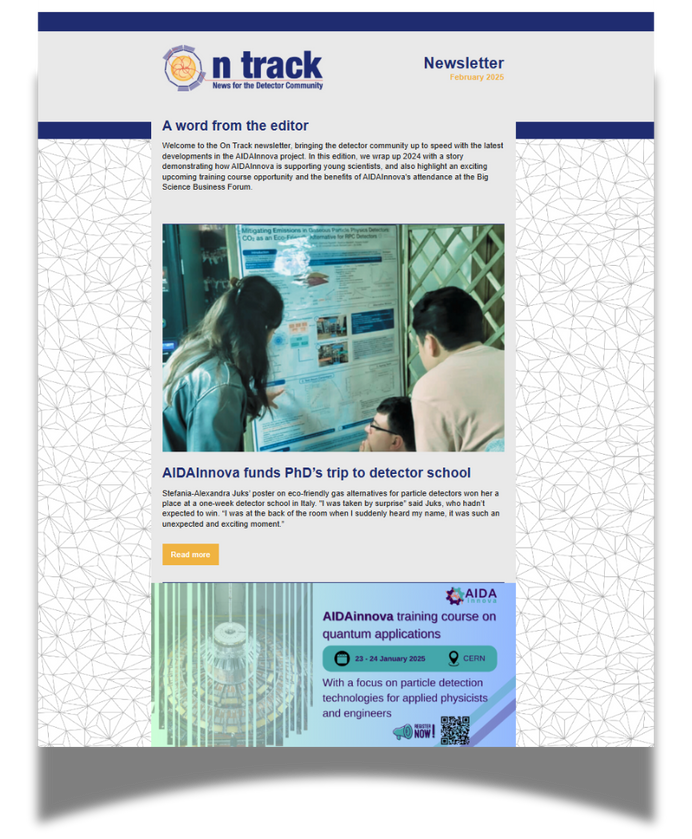 n track
News for the Detector Community
Newsletter
February 2025
A word from the editor
Welcome to the On Track newsletter, bringing the detector community up to speed with the latest
developments in the AIDAInnova project. In this edition, we wrap up 2024 with a story
demonstrating how AIDAInnova is supporting young scientists, and also highlight an exciting
upcoming training course opportunity and the benefits of AIDAInnova's attendance at the Big
Science Business Forum.
Mitigating Emissions in Gaseous Particle Physics Detectors
CO₂ as an Eco-Friendly Alternative for RPC Detectors
AIDAInnova funds PhD's trip to detector school
Stefania-Alexandra Juks' poster on eco-friendly gas alternatives for particle detectors won her a
place at a one-week detector school in Italy. "I was taken by surprise" said Juks, who hadn't
expected to win. "I was at the back of the room when I suddenly heard my name, it was such an
unexpected and exciting moment."
Read more
AIDA
innova
AIDAinnova training course on
quantum applications
23 - 24 January 2025 CERN
With a focus on particle detection
technologies for applied physicists
and engineers
REGISTER
NOW!